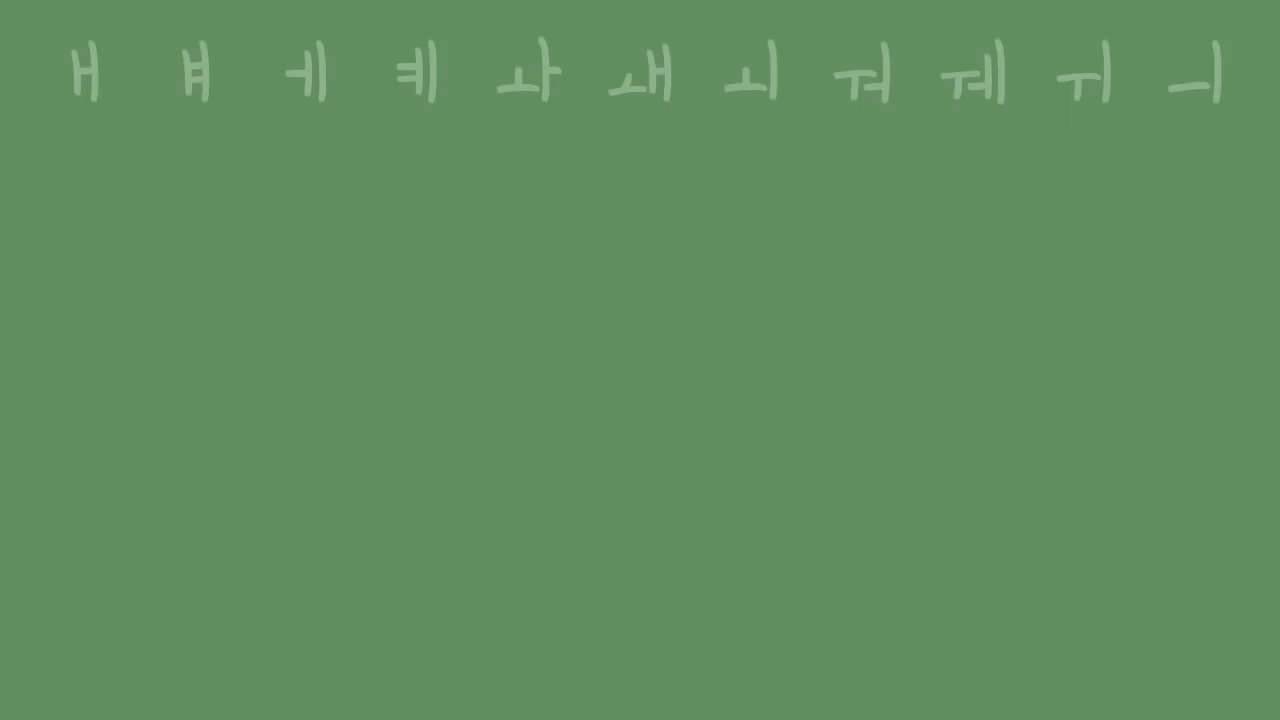 ㅐ ㅒ ㅔ ㅖ ㅘ ㅙ ㅚ ㅝ ㅞ ㅟ ㅢ